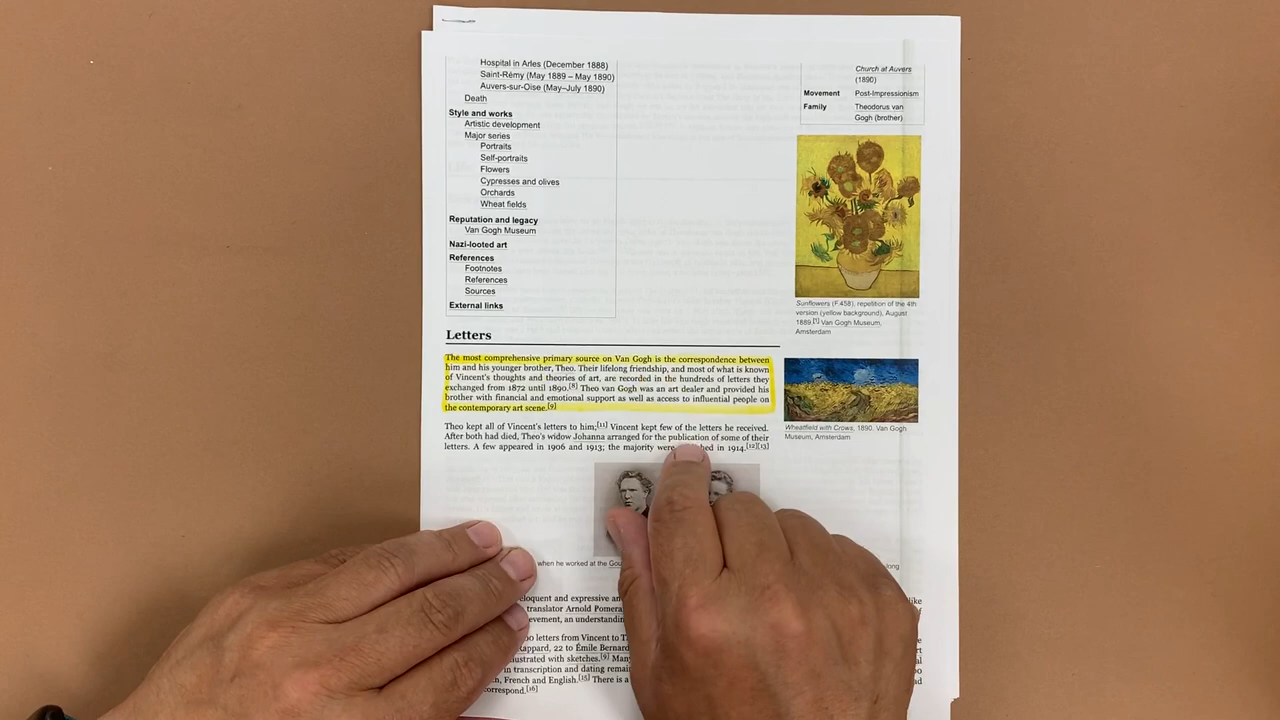 Hospital in Arles (December 1888)
Saint-Rémy (May 1889 – May 1890)
Auvers-sur-Oise (May–July 1890)
Death
Style and works
Artistic development
Major series
Portraits
Self-portraits
Flowers
Cypresses and olives
Orchards
Wheat fields
Reputation and legacy
Van Gogh Museum
Nazi-looted art
References
Footnotes
References
Sources
External links
Church at Auvers
(1890)
Movement Post-Impressionism
Family Theodorus van
Gogh (brother)
Sunflowers (F.458), repetition of the 4th
version (yellow background), August
1889.[1] Van Gogh Museum,
Amsterdam
Letters
The most comprehensive primary source on Van Gogh is the correspondence between
him and his younger brother, Theo. Their lifelong friendship, and most of what is known
of Vincent's thoughts and theories of art, are recorded in the hundreds of letters they
exchanged from 1872 until 1890.[8] Theo van Gogh was an art dealer and provided his
brother with financial and emotional support as well as access to influential people on
the contemporary art scene.[9]
Wheatfield with Crows, 1890. Van Gogh
Museum, Amsterdam
Theo kept all of Vincent's letters to him;[11] Vincent kept few of the letters he received.
After both had died, Theo's widow Johanna arranged for the publication of some of their
letters. A few appeared in 1906 and 1913; the majority were in 1914.[12][13]
when he worked at the
eloquent and expressive
translator Arnold
an
letters from Vincent to
22 to Émile Bernard
with sketches.[9]
in transcription and dating
French and English.[15] There is a
correspond.[16]